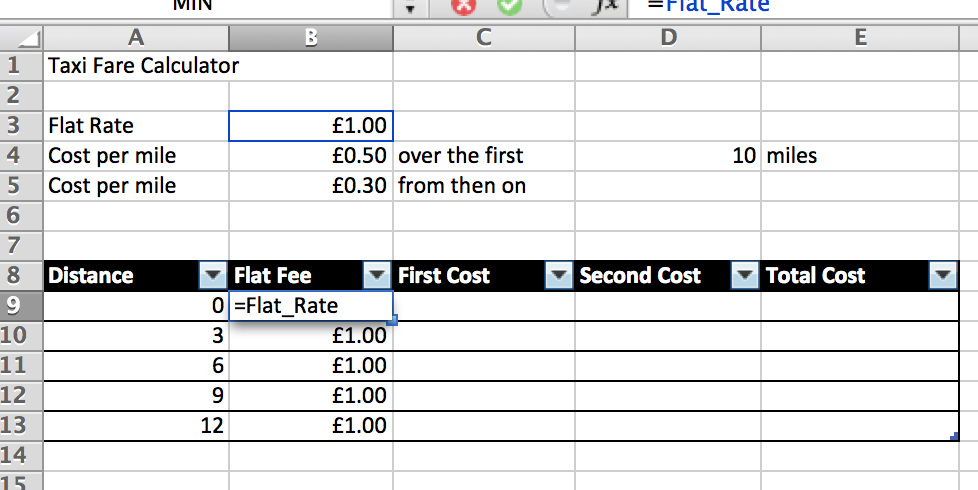 MIN fx =Flat_Rate
A B C D E
1 Taxi Fare Calculator
2
3 Flat Rate £1.00
4 Cost per mile £0.50 over the first 10 miles
5 Cost per mile £0.30 from then on
6
7
8 Distance Flat Fee First Cost Second Cost Total Cost
9 0 =Flat_Rate
10 3 £1.00
11 6 £1.00
12 9 £1.00
13 12 £1.00
14
15